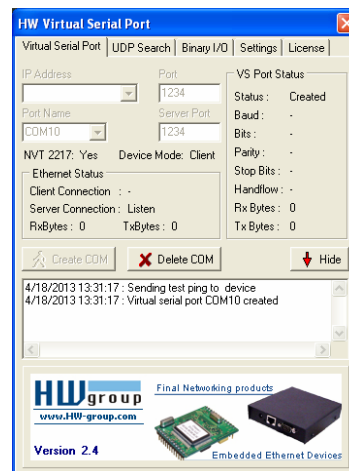 HW Virtual Serial Port
Virtual Serial Port UDP Search Binary I/O Settings License
IP Address Port
1234
Port Name Server Port
COM10 1234
NVT 2217: Yes Device Mode: Client
Ethernet Status
Client Connection : -
Server Connection : Listen
RxBytes : 0 TxBytes : 0
VS Port Status
Status : Created
Baud : -
Bits : -
Parity : -
Stop Bits : -
Handflow : -
Rx Bytes : 0
Tx Bytes : 0
Create COM Delete COM Hide
4/18/2013 13:31:17 : Sending test ping to device
4/18/2013 13:31:17 : Virtual serial port COM10 created
HW group
www.HW-group.com
Version 2.4
Final Networking products
Embedded Ethernet Devices